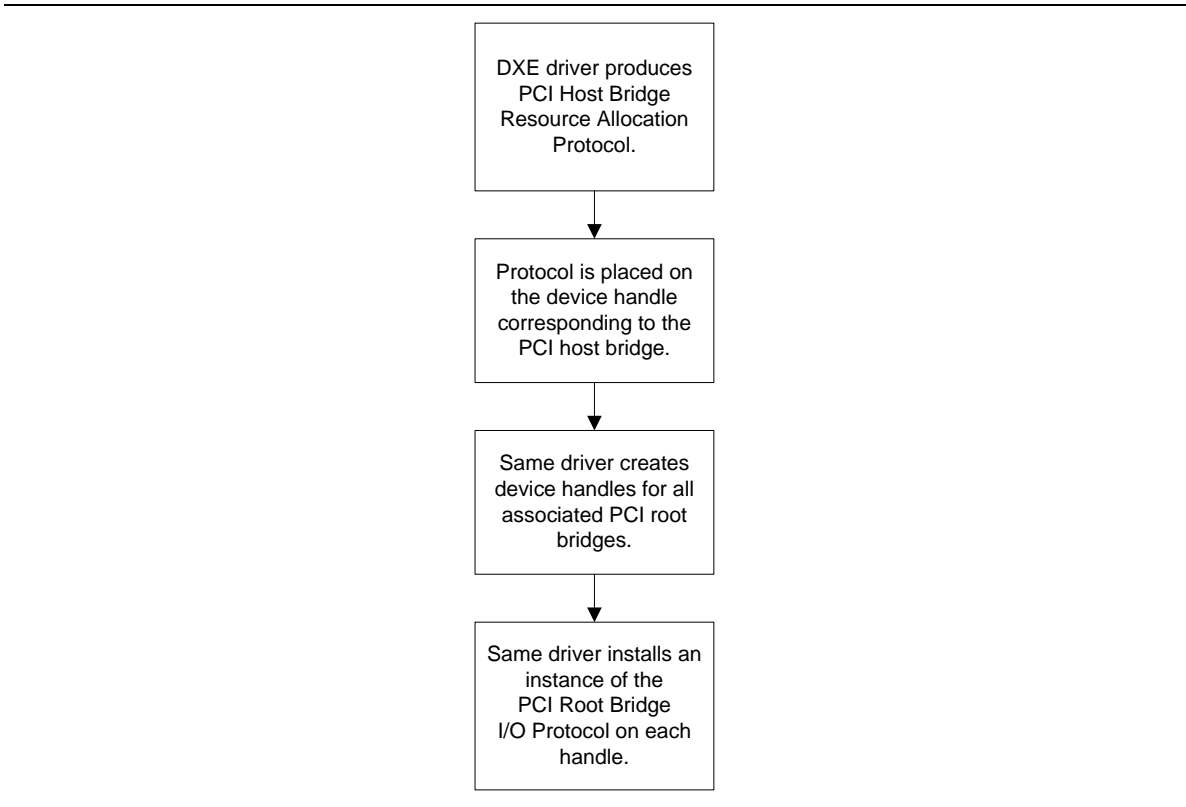 DXE driver produces
PCI Host Bridge
Resource Allocation
Protocol.
Protocol is placed on
the device handle
corresponding to the
PCI host bridge.
Same driver creates
device handles for all
associated PCI root
bridges.
Same driver installs an
instance of the
PCI Root Bridge
I/O Protocol on each
handle.